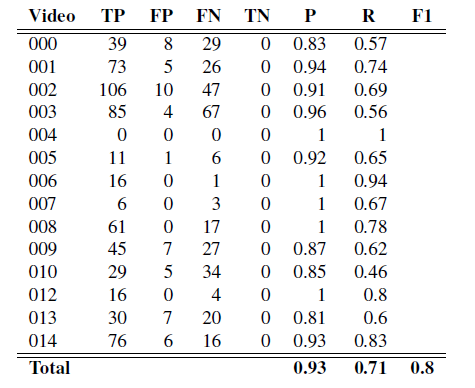 Video TP FP FN TN P R F1
000 39 8 29 0 0.83 0.57
001 73 5 26 0 0.94 0.74
002 106 10 47 0 0.91 0.69
003 85 4 67 0 0.96 0.56
004 0 0 0 0 1 1
005 11 1 6 0 0.92 0.65
006 16 0 1 0 1 0.94
007 6 0 3 0 1 0.67
008 61 0 17 0 1 0.78
009 45 7 27 0 0.87 0.62
010 29 5 34 0 0.85 0.46
012 16 0 4 0 1 0.8
013 30 7 20 0 0.81 0.6
014 76 6 16 0 0.93 0.83
Total 0.93 0.71 0.8